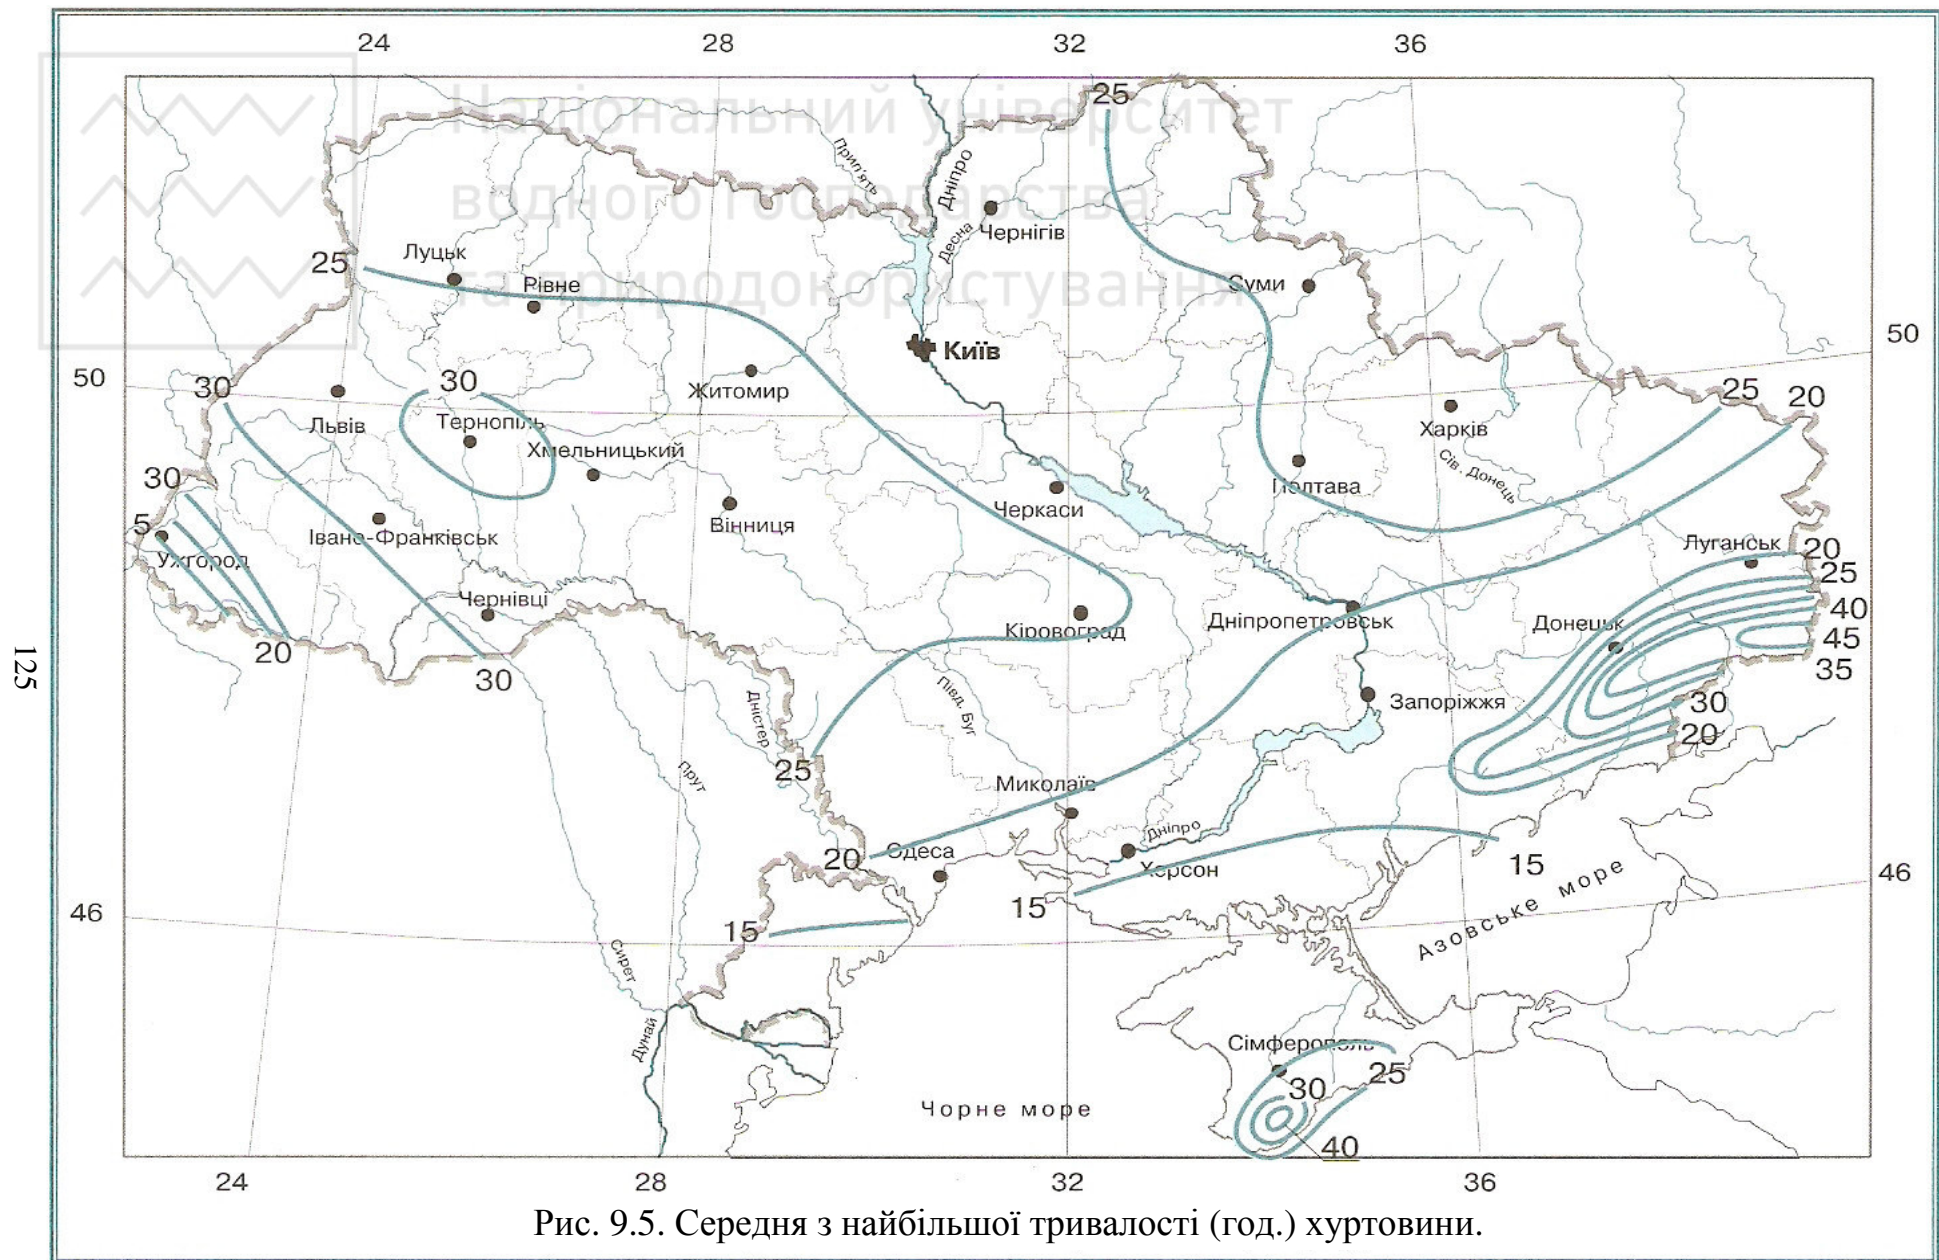 24 28 32 36
Національний університет
водного господарства
та природокористування
25
Прип'ять
Дніпро
Десна
Чернігів
Луцьк
25
Рівне
Суми
50
Київ
50
30
30
Житомир
25
20
Львів
Тернопіль
Харків
Хмельницький
Сів. Донець
30
Полтава
Черкаси
5
Вінниця
Івано-Франківськ
Ужгород
Луганськ
20
25
Чернівці
40
Кіровоград
Дніпропетровськ
Донецьк
45
20
35
30
Півд. Буг
Дністер
Запоріжжя
30
20
25
Прут
Миколаїв
Дніпро
20
Одеса
Херсон
15
46
15
46
15
Азовське море
Сирет
Дунай
Сімферополь
30
25
Чорне море
40
24 28 32 36
Рис. 9.5. Середня з найбільшої тривалості (год.) хуртовини.
125